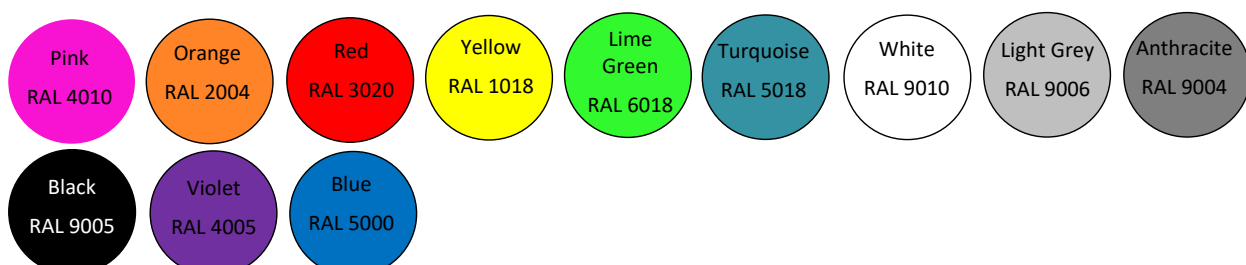 Pink
RAL 4010
Orange
RAL 2004
Red
RAL 3020
Yellow
RAL 1018
Lime
Green
RAL 6018
Turquoise
RAL 5018
White
RAL 9010
Light Grey
RAL 9006
Anthracite
RAL 9004
Black
RAL 9005
Violet
RAL 4005
Blue
RAL 5000